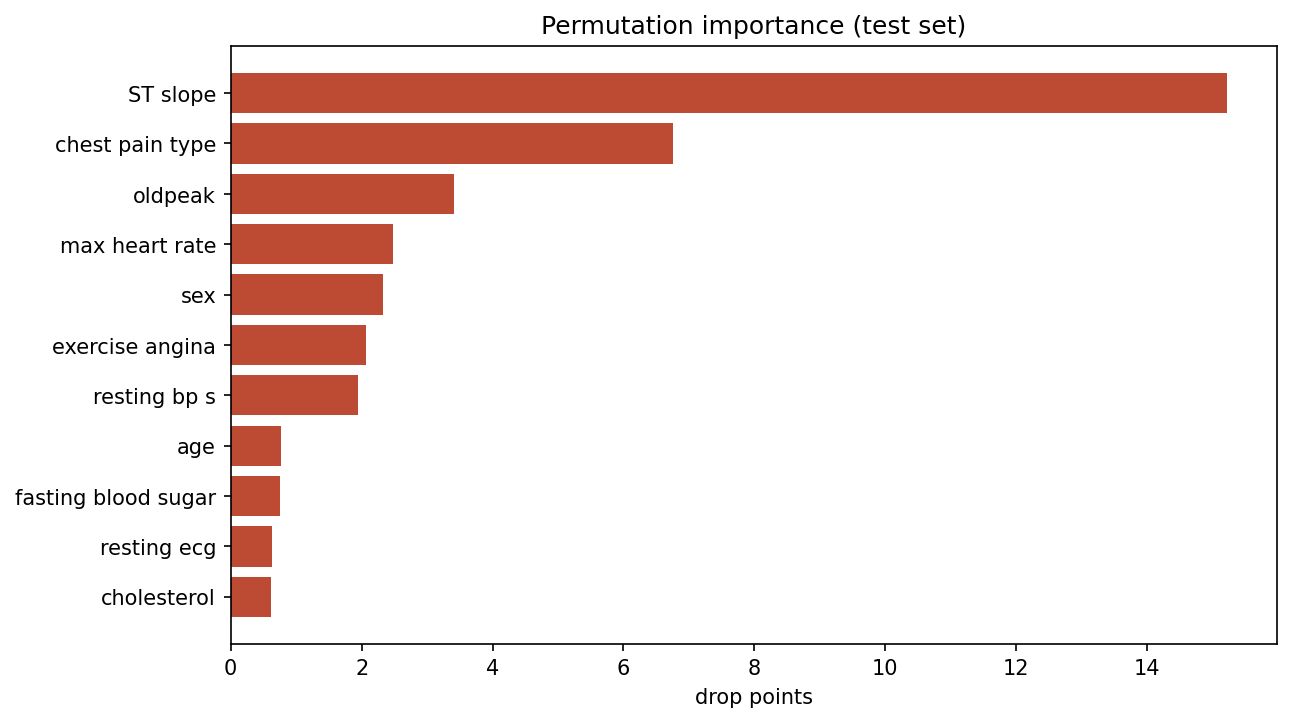 Permutation importance (test set)
ST slope
chest pain type
oldpeak
max heart rate
sex
exercise angina
resting bp s
age
fasting blood sugar
resting ecg
cholesterol
0 2 4 6 8 10 12 14
drop points